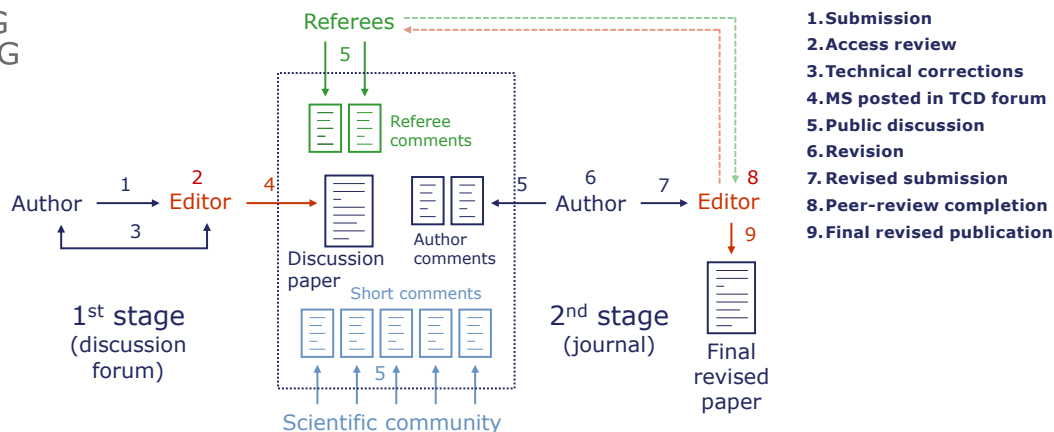 G
G
Referees
5
Referee
comments
1
2
4
Author
Editor
3
Discussion
paper
5
6
7
8
Author
Editor
Author
comments
9
Short comments
1st stage
(discussion
forum)
2nd stage
(journal)
Final
revised
paper
5
Scientific community
1. Submission
2. Access review
3. Technical corrections
4. MS posted in TCD forum
5. Public discussion
6. Revision
7. Revised submission
8. Peer-review completion
9. Final revised publication